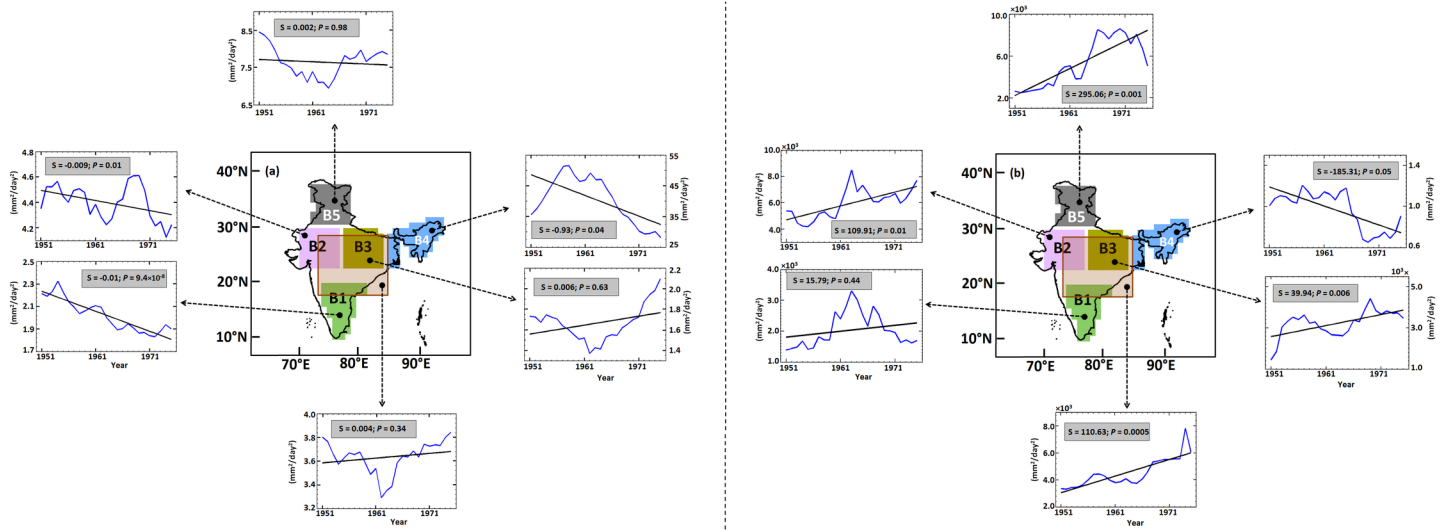 S = 0.002; P = 0.98
(mm²/day²)
8.5
7.5
6.5
1951 1961 1971
S = -0.009; P = 0.01
(mm²/day²)
4.8
4.6
4.4
4.2
1951 1961 1971
S = -0.01; P = 9.4×10⁻⁸
(mm²/day²)
2.5
2.3
2.1
1.9
1.7
1951 1961 1971
Year
(a)
40°N
30°N
20°N
10°N
70°E 80°E 90°E
B5
B2 B3 B4
B1
S = -0.93; P = 0.04
(mm²/day²)
55
45
35
25
1951 1961 1971
S = 0.006; P = 0.63
(mm²/day²)
2.2
2.0
1.8
1.6
1.4
1951 1961 1971
Year
S = 0.004; P = 0.34
(mm²/day²)
4.0
3.8
3.6
3.4
3.2
1951 1961 1971
Year
×10³
10.0
6.0
2.0
(mm²/day²)
S = 295.06; P = 0.001
1951 1961 1971
×10³
10.0
8.0
6.0
4.0
(mm²/day²)
S = 109.91; P = 0.01
1951 1961 1971
×10³
4.0
3.0
2.0
1.0
(mm²/day²)
S = 15.79; P = 0.44
1951 1961 1971
Year
(b)
40°N
30°N
20°N
10°N
70°E 80°E 90°E
B5
B2 B3 B4
B1
S = -185.31; P = 0.05
(mm²/day²)
1.4
1.0
0.6
1951 1961 1971
10³×
S = 39.94; P = 0.006
(mm²/day²)
5.0
3.0
1.0
1951 1961 1971
Year
×10³
8.0
6.0
4.0
2.0
(mm²/day²)
S = 110.63; P = 0.0005
1951 1961 1971
Year